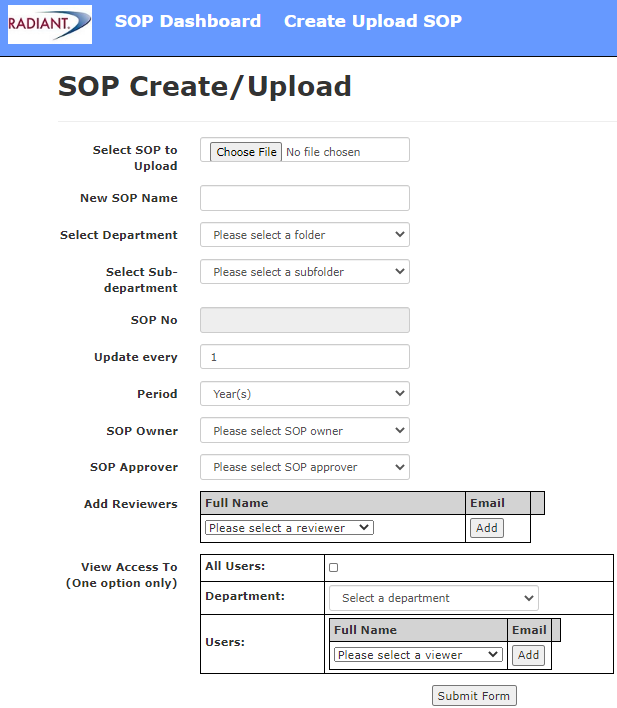 RADIANT. SOP Dashboard Create Upload SOP
SOP Create/Upload
Select SOP to
Upload
Choose File No file chosen
New SOP Name
Select Department Please select a folder
Select Sub-
department
Please select a subfolder
SOP No
Update every 1
Period Year(s)
SOP Owner Please select SOP owner
SOP Approver Please select SOP approver
Add Reviewers Full Name Email
Please select a reviewer Add
View Access To
(One option only)
All Users:
Department: Select a department
Users:
Full Name Email
Please select a viewer Add
Submit Form